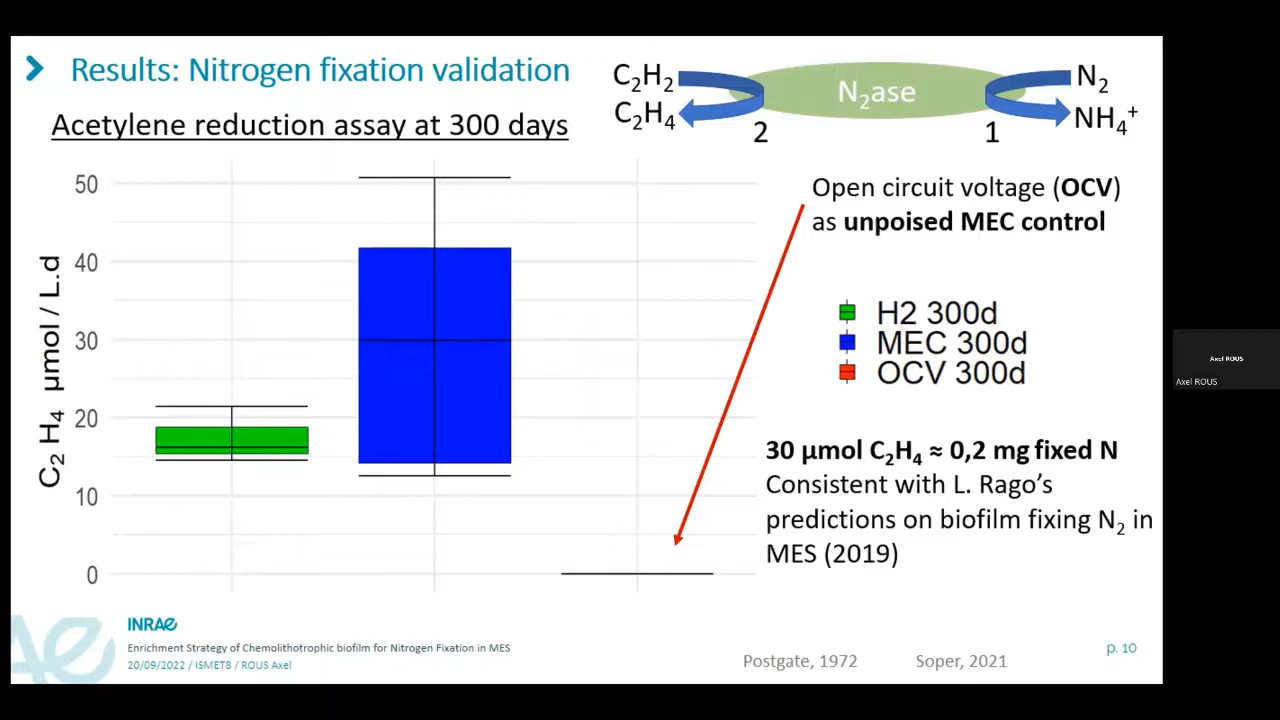 Results: Nitrogen fixation validation
Acetylene reduction assay at 300 days
C₂H₂
C₂H₄
N₂ase
N₂
NH₄⁺
2
1
50
40
30
20
10
0
C₂ H₄ µmol / L.d
Open circuit voltage (OCV)
as unpoised MEC control
H2 300d
MEC 300d
OCV 300d
30 µmol C₂H₄ ≈ 0,2 mg fixed N
Consistent with L. Rago’s
predictions on biofilm fixing N₂ in
MES (2019)
INRAE
Enrichment Strategy of Chemolithotrophic biofilm for Nitrogen Fixation in MES
20/09/2022 / ISMET8 / ROUS Axel
Postgate, 1972
Soper, 2021
p. 10
Axel ROUS
Axel ROUS